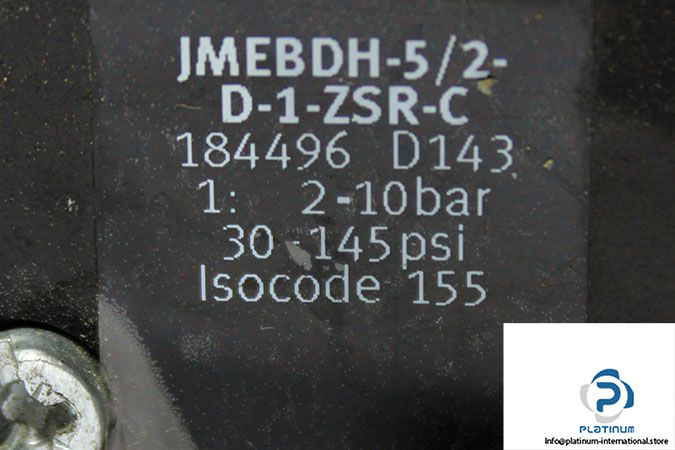 JMEBDH-5/2-
D-1-ZSR-C
184496 D143
1: 2-10bar
30-145psi
Isocode 155
PLATINUM
Info@platinum-international.store